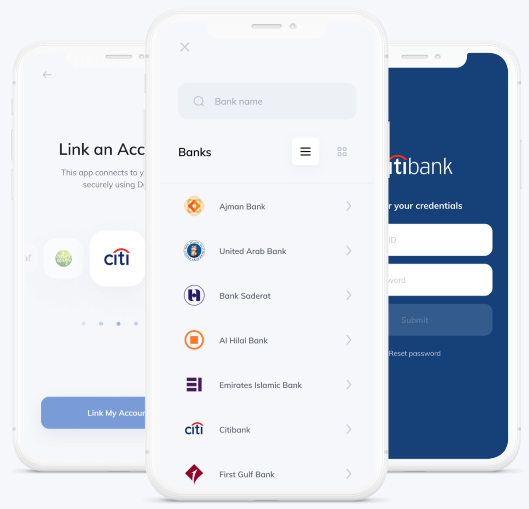 Link an Acc
This app connects to y
securely using D
citi
Link My Accour
Bank name
Banks
Ajman Bank
United Arab Bank
Bank Saderat
Al Hilal Bank
Emirates Islamic Bank
citi
Citibank
First Gulf Bank
itibank
r your credentials
ID
word
Submit
Reset password